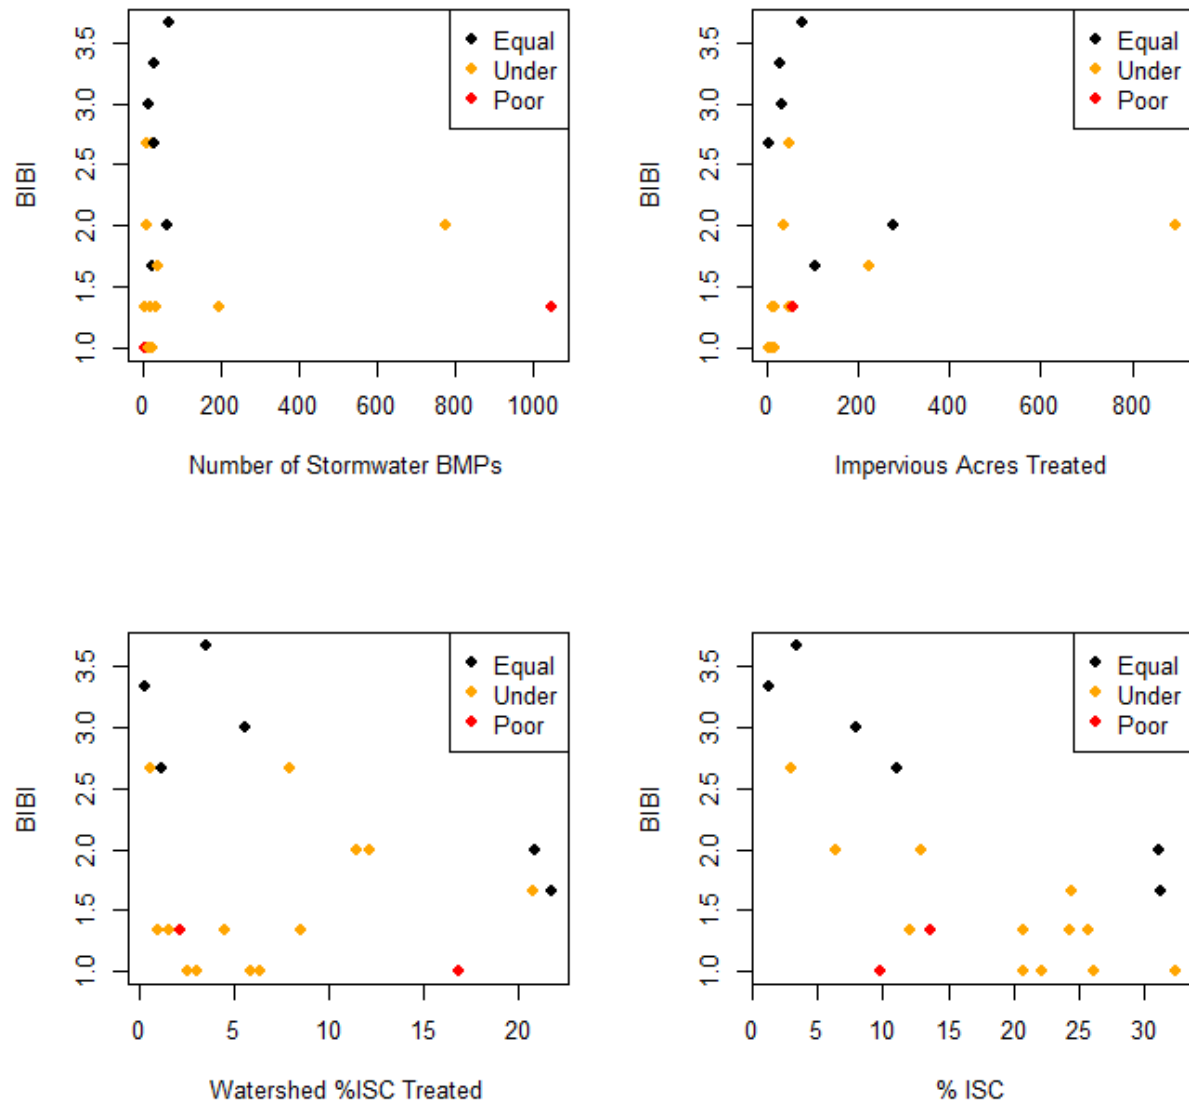 3.5
3.0
2.5
2.0
1.5
1.0
BIBI
Equal
Under
Poor
0 200 400 600 800 1000
Number of Stormwater BMPs
3.5
3.0
2.5
2.0
1.5
1.0
BIBI
Equal
Under
Poor
0 200 400 600 800
Impervious Acres Treated
3.5
3.0
2.5
2.0
1.5
1.0
BIBI
Equal
Under
Poor
0 5 10 15 20
Watershed %ISC Treated
3.5
3.0
2.5
2.0
1.5
1.0
BIBI
Equal
Under
Poor
0 5 10 15 20 25 30
% ISC